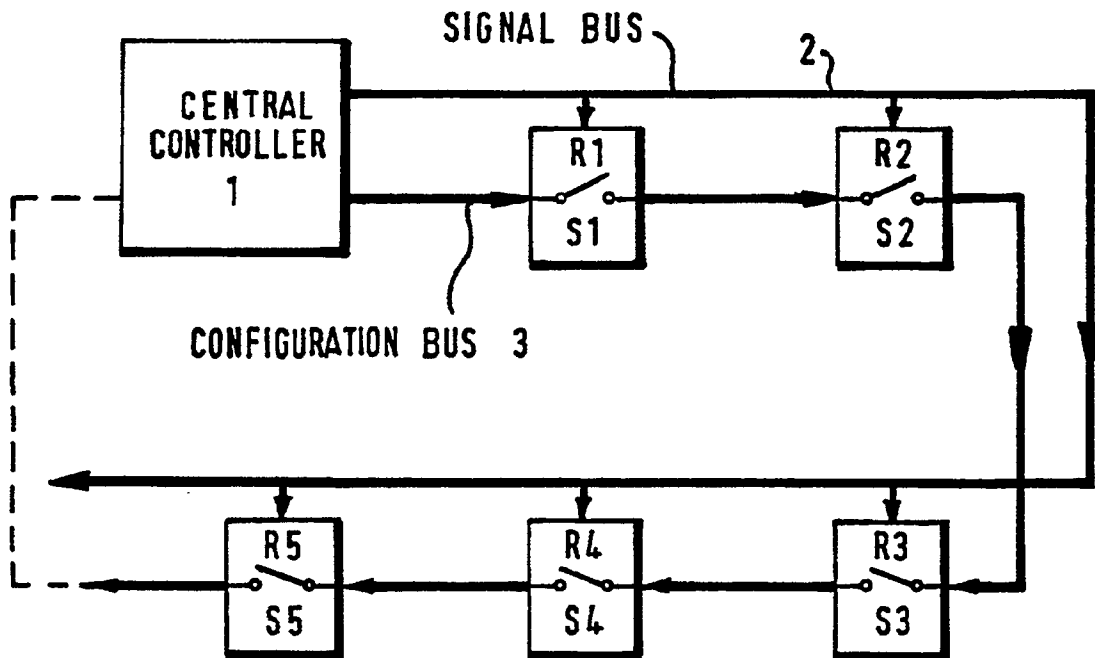 SIGNAL BUS
2
CENTRAL
CONTROLLER
1
R1
S1
R2
S2
CONFIGURATION BUS 3
R5
S5
R4
S4
R3
S3